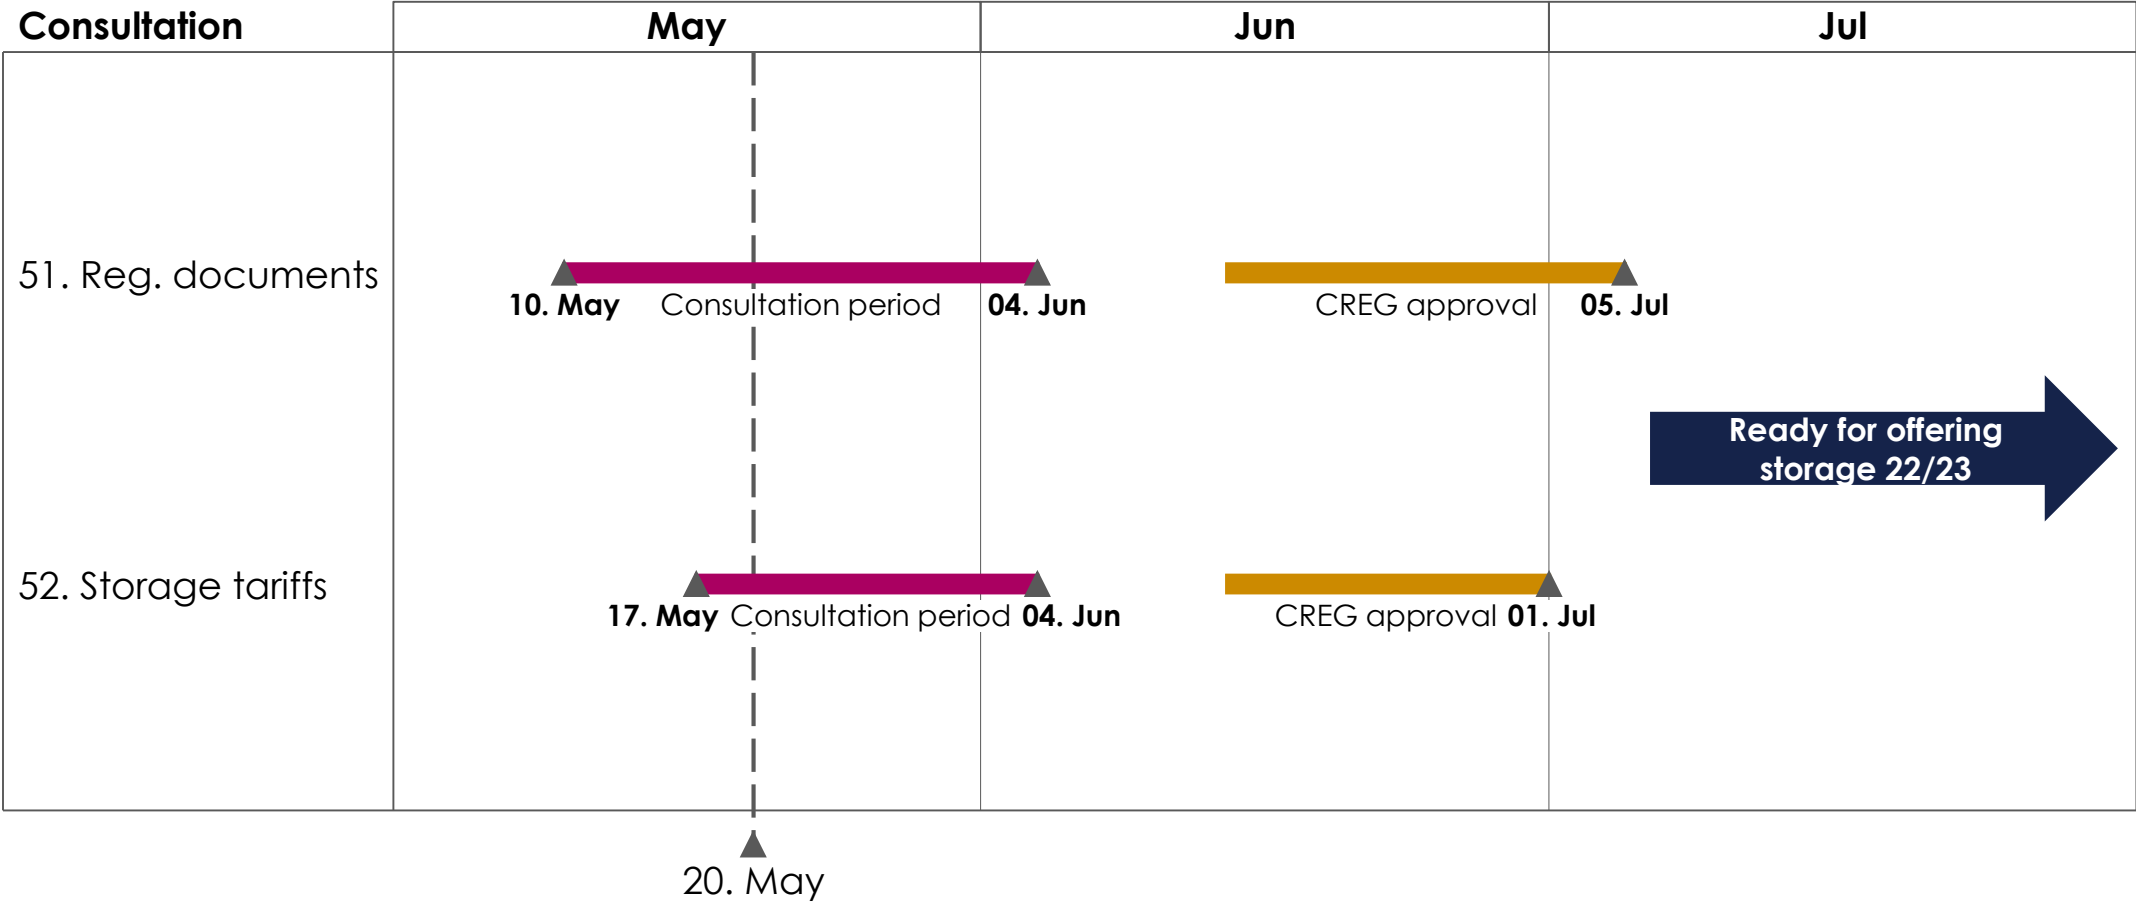 Consultation May Jun Jul
51. Reg. documents
10. May Consultation period 04. Jun CREG approval 05. Jul
Ready for offering
storage 22/23
52. Storage tariffs
17. May Consultation period 04. Jun CREG approval 01. Jul
20. May